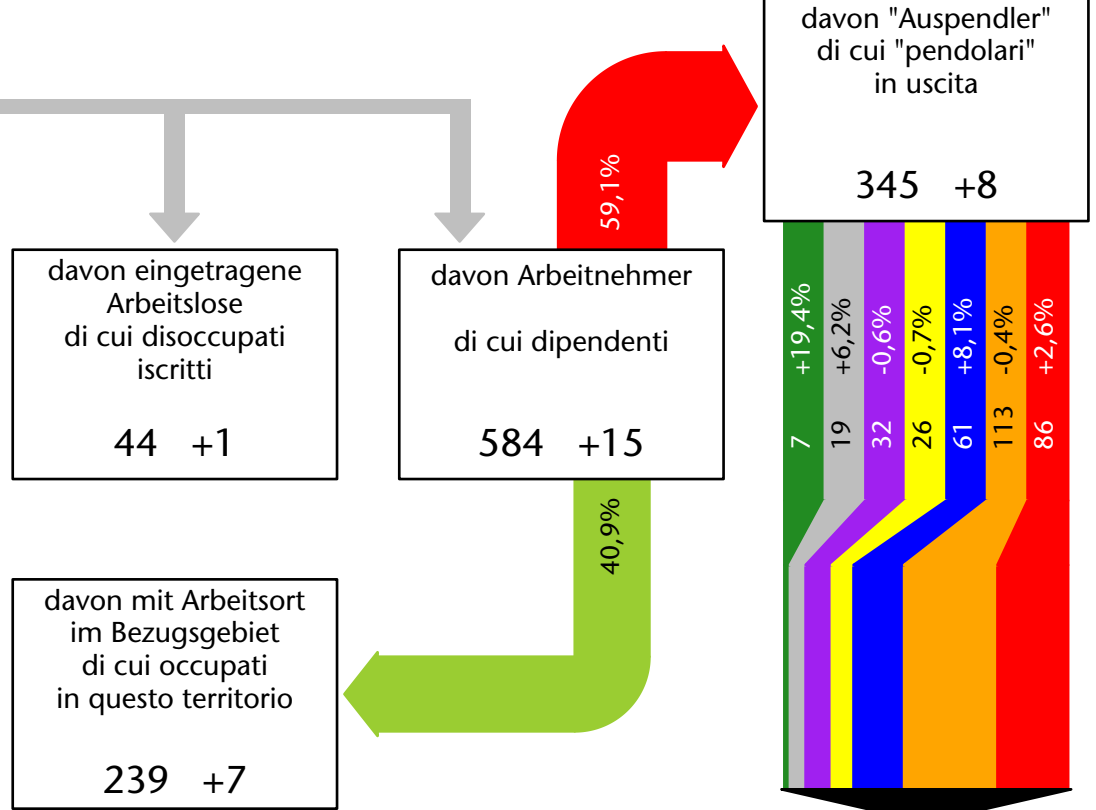 davon "Auspendler"
di cui "pendolari"
in uscita
345 +8
59,1%
davon eingetragene
Arbeitslose
di cui disoccupati
iscritti
44 +1
davon Arbeitnehmer
di cui dipendenti
584 +15
7 +19,4%
19 +6,2%
32 -0,6%
26 -0,7%
61 +8,1%
113 -0,4%
86 +2,6%
40,9%
davon mit Arbeitsort
im Bezugsgebiet
di cui occupati
in questo territorio
239 +7